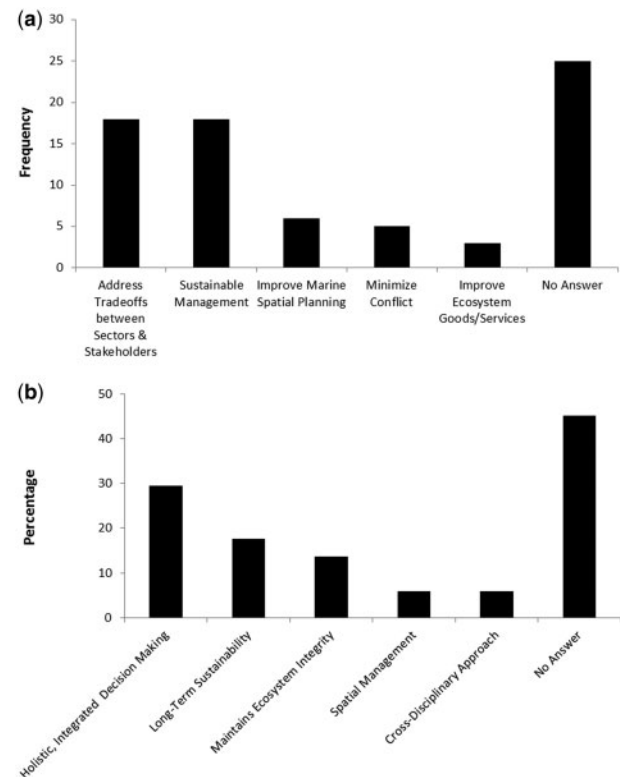 (a)
30
25
20
15
10
5
0
Frequency
Address
Tradeoffs
between
Sectors &
Stakeholders
Sustainable
Management
Improve Marine
Spatial Planning
Minimize
Conflict
Improve
Ecosystem
Goods/Services
No Answer
(b)
50
40
30
20
10
0
Percentage
Holistic, Integrated Decision Making
Long-Term Sustainability
Maintains Ecosystem Integrity
Spatial Management
Cross-Disciplinary Approach
No Answer